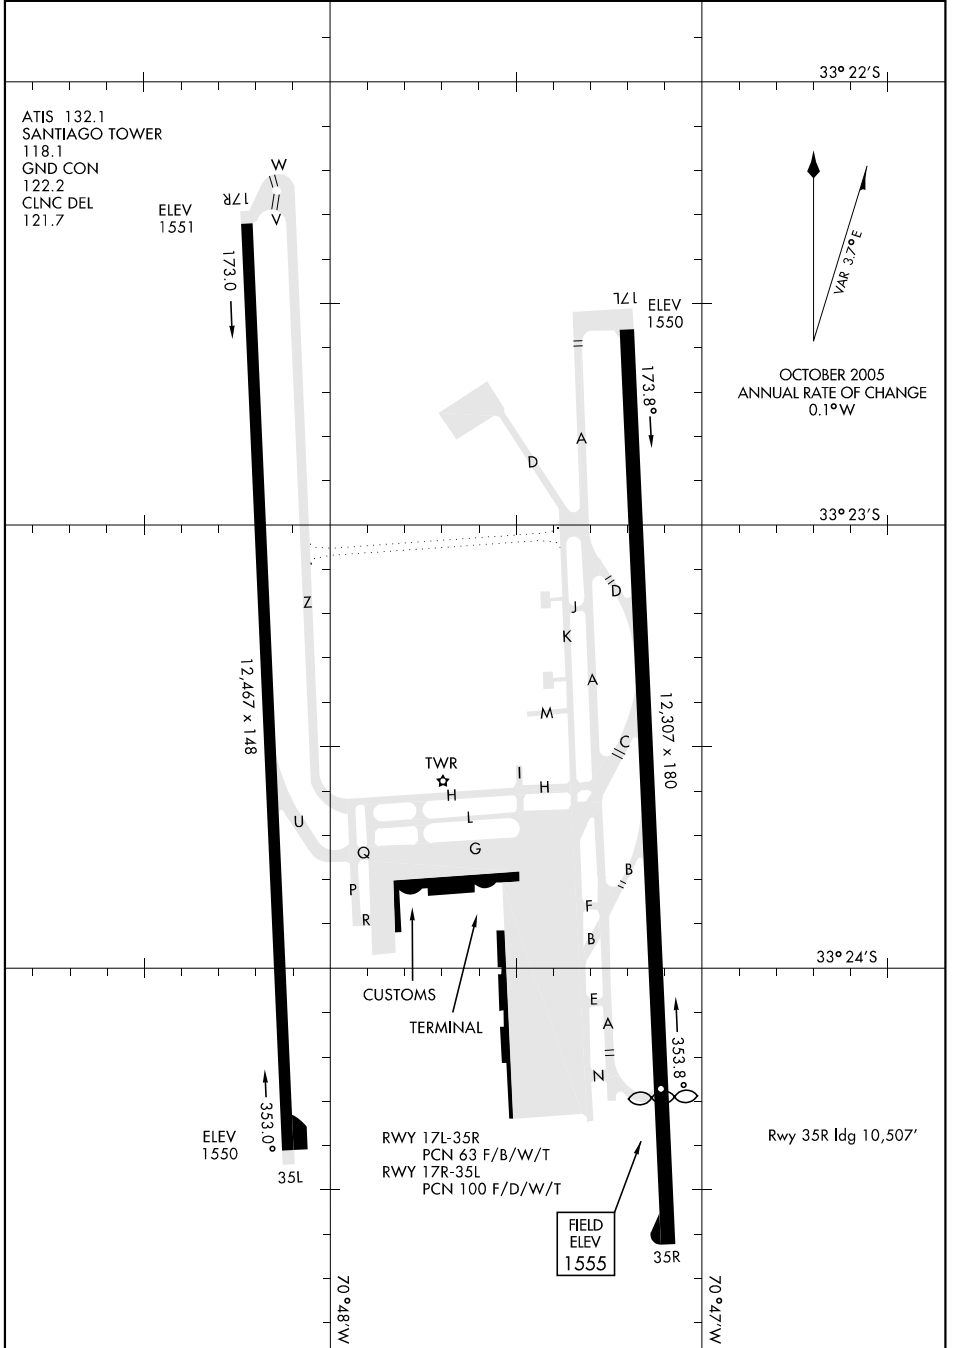 33° 22'S
ATIS 132.1
SANTIAGO TOWER
118.1
GND CON
122.2
CLNC DEL
121.7
W
V
17R
ELEV
1551
173.0
17L
ELEV
1550
173.8°
VAR 3.7° E
OCTOBER 2005
ANNUAL RATE OF CHANGE
0.1° W
A
D
33° 23'S
D
Z
J
K
A
M
12,467 x 148
12,307 x 180
C
TWR
I
H
H
L
U
G
Q
B
P
F
R
B
33° 24'S
CUSTOMS
E
TERMINAL
A
N
353.8°
353.0°
ELEV
1550
35L
RWY 17L-35R
PCN 63 F/B/W/T
RWY 17R-35L
PCN 100 F/D/W/T
Rwy 35R ldg 10,507'
FIELD
ELEV
1555
35R
70°48'W
70°47'W